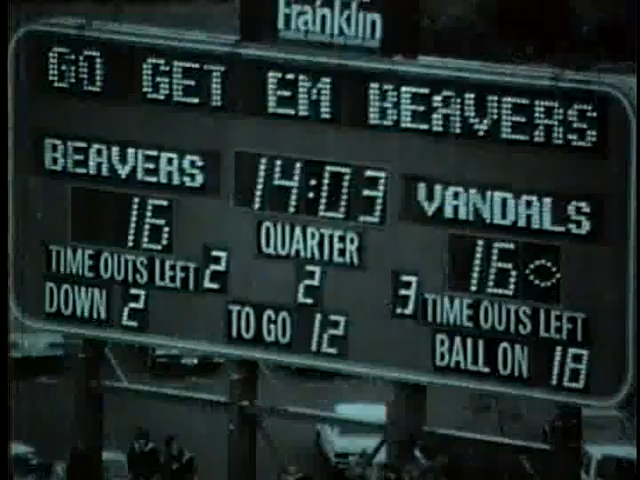 Franklin
GO GET EM BEAVERS
BEAVERS 14:03 VANDALS
16 QUARTER 16
TIME OUTS LEFT 2 2 3 TIME OUTS LEFT
DOWN 2 TO GO 12 BALL ON 18